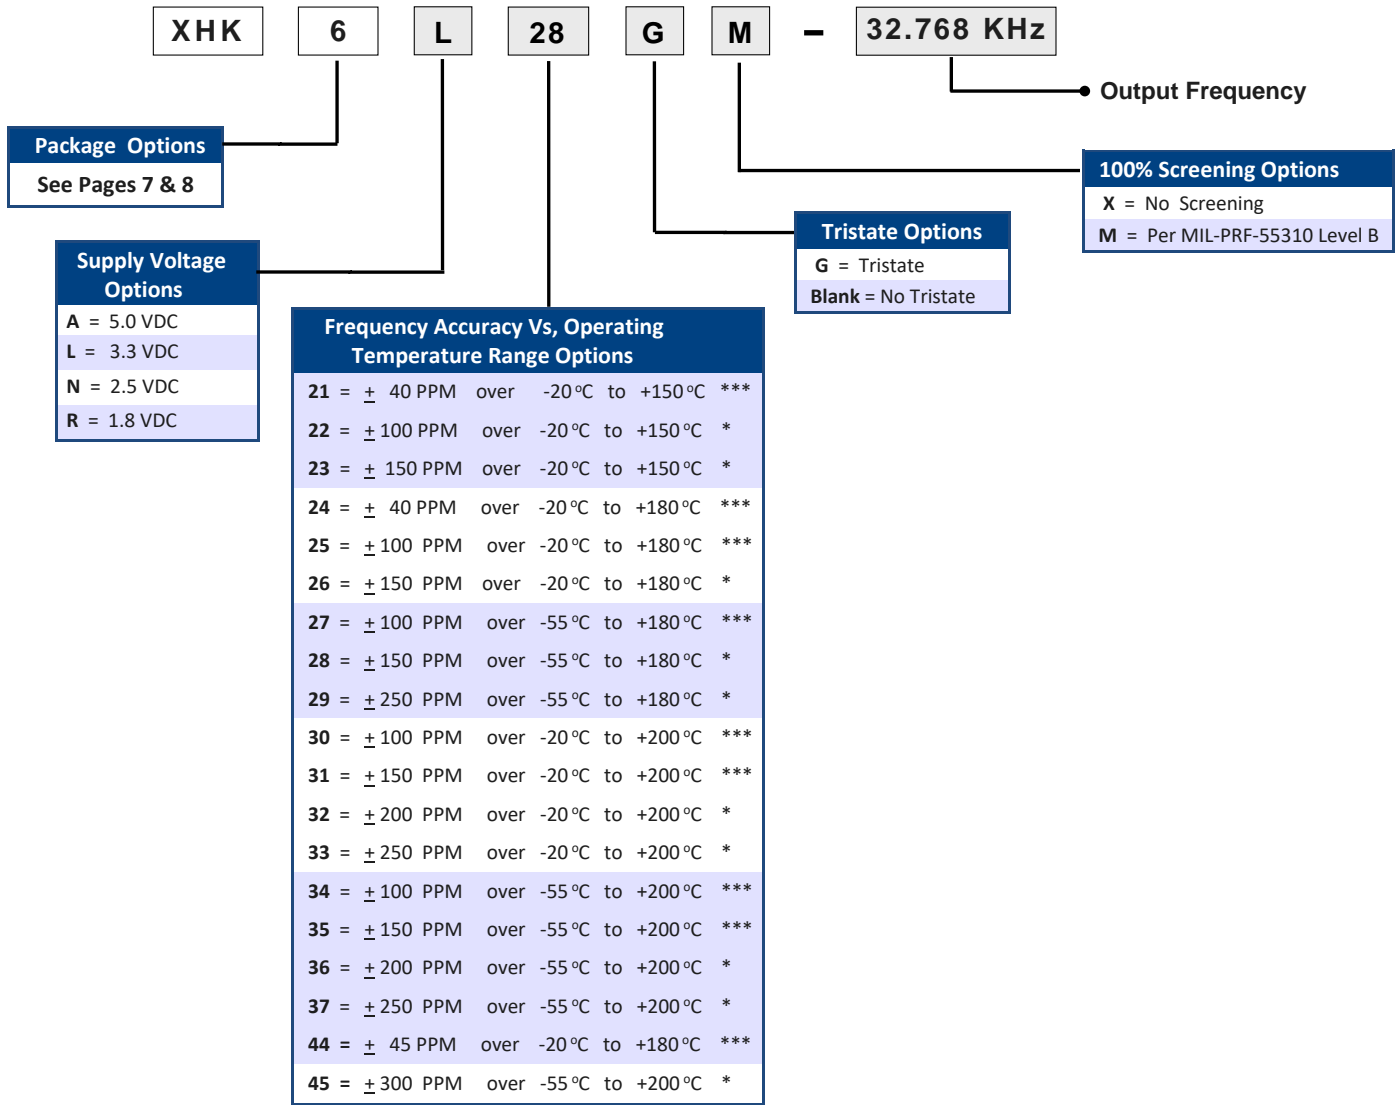 XHK 6 L 28 G M – 32.768 KHz
Output Frequency
Package Options
See Pages 7 & 8
100% Screening Options
X = No Screening
M = Per MIL-PRF-55310 Level B
Tristate Options
G = Tristate
Blank = No Tristate
Supply Voltage
Options
A = 5.0 VDC
L = 3.3 VDC
N = 2.5 VDC
R = 1.8 VDC
Frequency Accuracy Vs, Operating
Temperature Range Options
21 = ± 40 PPM over -20 °C to +150 °C ***
22 = ± 100 PPM over -20 °C to +150 °C *
23 = ± 150 PPM over -20 °C to +150 °C *
24 = ± 40 PPM over -20 °C to +180 °C ***
25 = ± 100 PPM over -20 °C to +180 °C ***
26 = ± 150 PPM over -20 °C to +180 °C *
27 = ± 100 PPM over -55 °C to +180 °C ***
28 = ± 150 PPM over -55 °C to +180 °C *
29 = ± 250 PPM over -55 °C to +180 °C *
30 = ± 100 PPM over -20 °C to +200 °C ***
31 = ± 150 PPM over -20 °C to +200 °C ***
32 = ± 200 PPM over -20 °C to +200 °C *
33 = ± 250 PPM over -20 °C to +200 °C *
34 = ± 100 PPM over -55 °C to +200 °C ***
35 = ± 150 PPM over -55 °C to +200 °C ***
36 = ± 200 PPM over -55 °C to +200 °C *
37 = ± 250 PPM over -55 °C to +200 °C *
44 = ± 45 PPM over -20 °C to +180 °C ***
45 = ± 300 PPM over -55 °C to +200 °C *